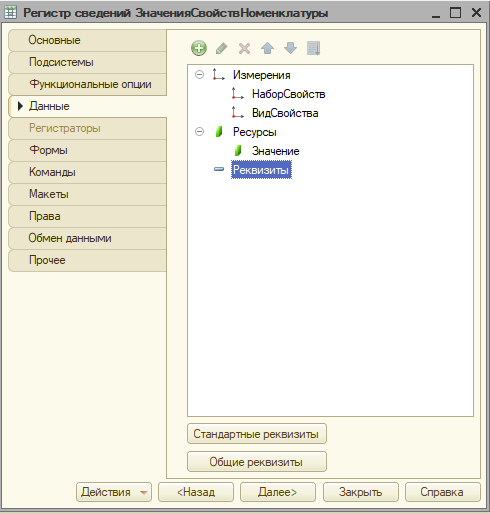 Регистр сведений ЗначенияСвойствНоменклатуры
Основные
Подсистемы
Функциональные опции
Данные
Регистраторы
Формы
Команды
Макеты
Права
Обмен данными
Прочее
Измерения
НаборСвойств
ВидСвойства
Ресурсы
Значение
Реквизиты
Стандартные реквизиты
Общие реквизиты
Действия
<Назад
Далее>
Закрыть
Справка